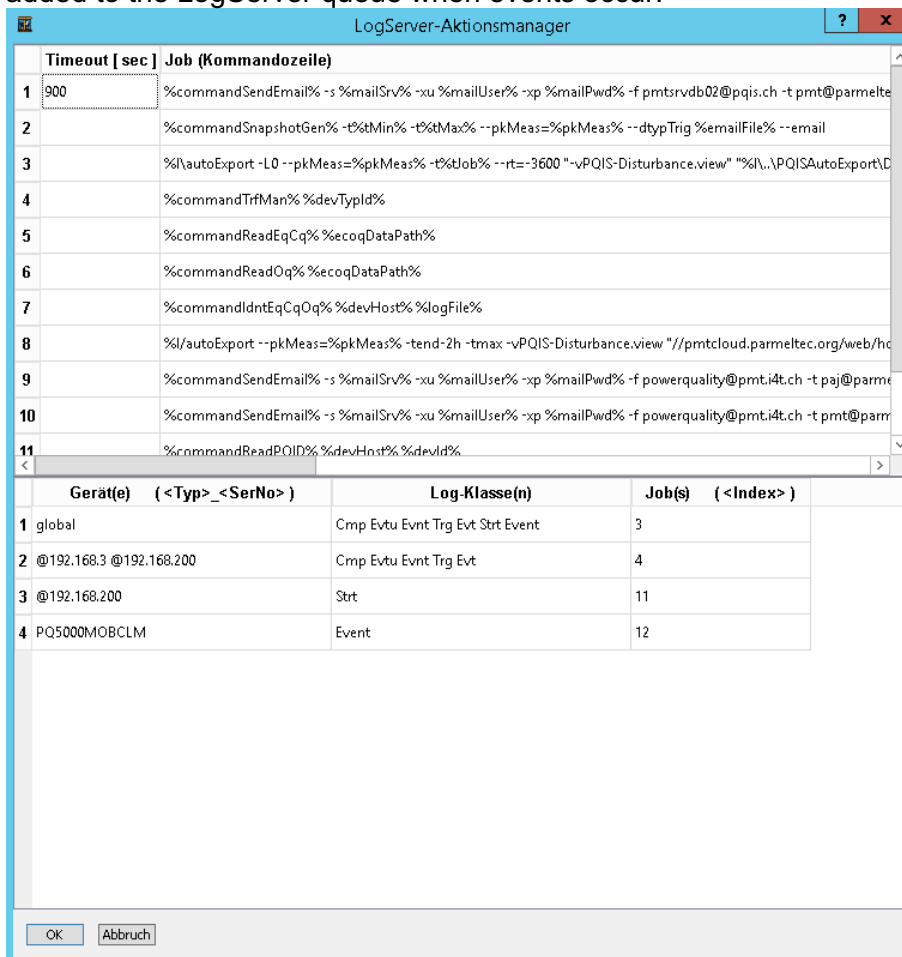 added to the LogServer queue when events occur.
LogServer-Aktionsmanager ? x
Timeout [ sec ] Job (Kommandozeile)
1 900 %commandSendEmail% -s %mailSrv% -xu %mailUser% -xp %mailPwd% -f pmtsrvdb02@pqis.ch -t pmt@parmelte
2 %commandSnapshotGen% -t%tMin% -t%tMax% --pkMeas=%pkMeas% --dtypTrig %emailFile% --email
3 %I\autoExport -L0 --pkMeas=%pkMeas% -t%tJob% --rt=-3600 "-vPQIS-Disturbance.view" "%I\..\PQISAutoExport\D
4 %commandTrfMan% %devTypId%
5 %commandReadEqCq% %ecoqDataPath%
6 %commandReadOq% %ecoqDataPath%
7 %commandIdntEqCqOq% %devHost% %logFile%
8 %I/autoExport --pkMeas=%pkMeas% -tend-2h -tmax -vPQIS-Disturbance.view "//pmtcloud.parmeltec.org/web/ho
9 %commandSendEmail% -s %mailSrv% -xu %mailUser% -xp %mailPwd% -f powerquality@pmt.i4t.ch -t paj@parme
10 %commandSendEmail% -s %mailSrv% -xu %mailUser% -xp %mailPwd% -f powerquality@pmt.i4t.ch -t pmt@parm
11 %commandReadPQID% %devHost% %devId%
Gerät(e) ( <Typ>_<SerNo> ) Log-Klasse(n) Job(s) ( <Index> )
1 global Cmp Evtu Evnt Trg Evt Strt Event 3
2 @192.168.3 @192.168.200 Cmp Evtu Evnt Trg Evt 4
3 @192.168.200 Strt 11
4 PQ5000MOBCLM Event 12
OK Abbruch